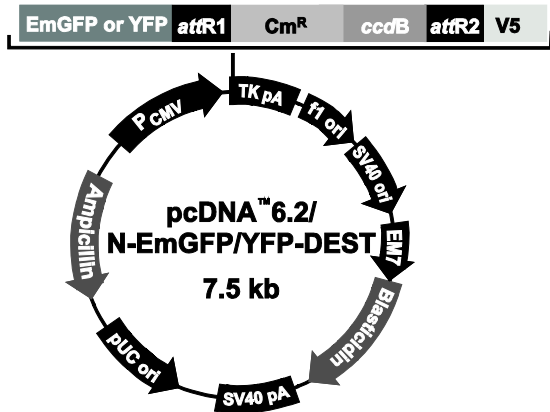 EmGFP or YFP attR1 CmR ccdB attR2 V5
PCMV
TK pA
f1 ori
SV40 ori
EM7
Blasticidin
SV40 pA
pUC ori
Ampicillin
pcDNA™6.2/
N-EmGFP/YFP-DEST
7.5 kb